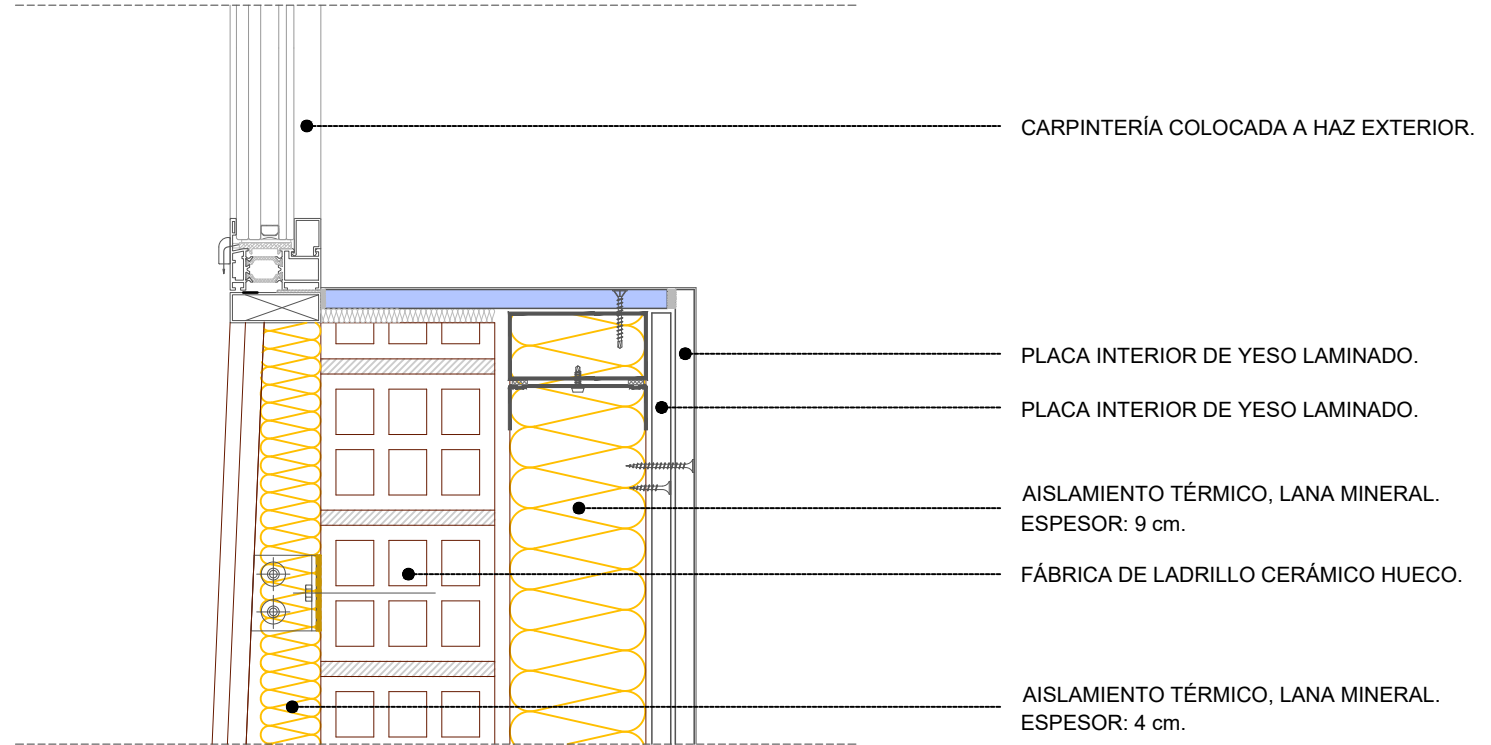 CARPINTERÍA COLOCADA A HAZ EXTERIOR.
PLACA INTERIOR DE YESO LAMINADO.
PLACA INTERIOR DE YESO LAMINADO.
AISLAMIENTO TÉRMICO, LANA MINERAL.
ESPESOR: 9 cm.
FÁBRICA DE LADRILLO CERÁMICO HUECO.
AISLAMIENTO TÉRMICO, LANA MINERAL.
ESPESOR: 4 cm.